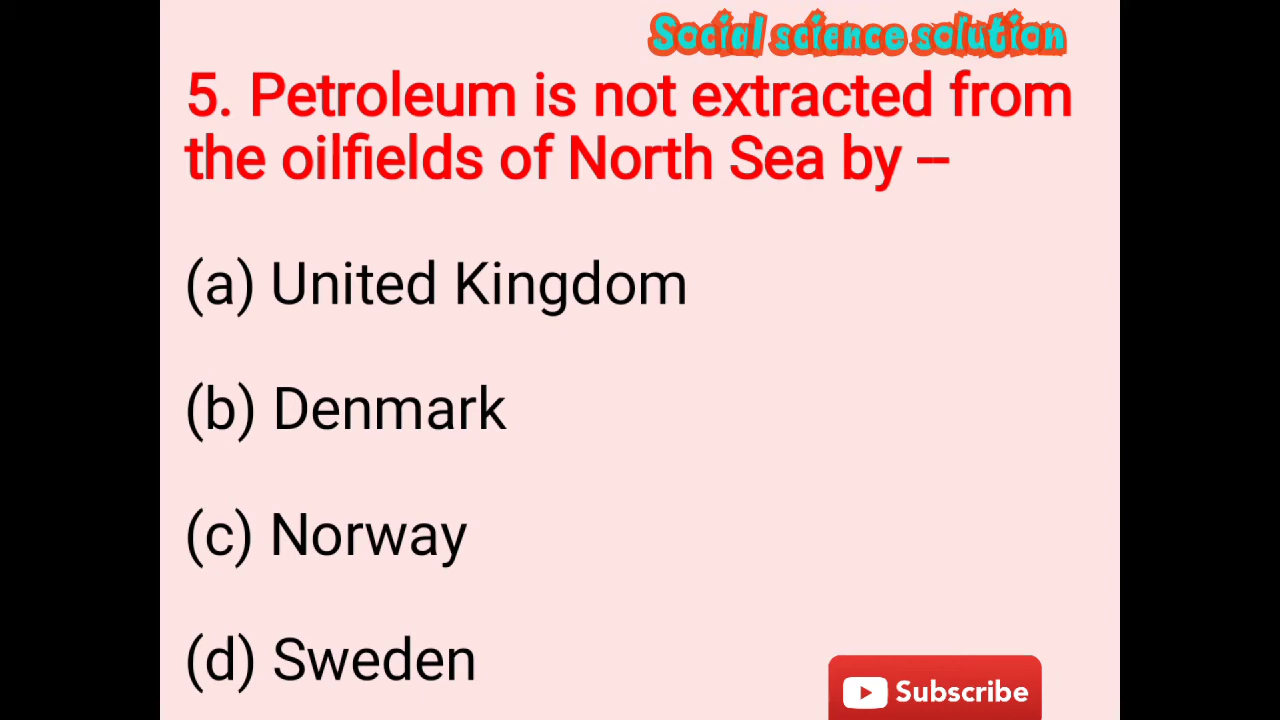 Social science solution
5. Petroleum is not extracted from
the oilfields of North Sea by --
(a) United Kingdom
(b) Denmark
(c) Norway
(d) Sweden
Subscribe